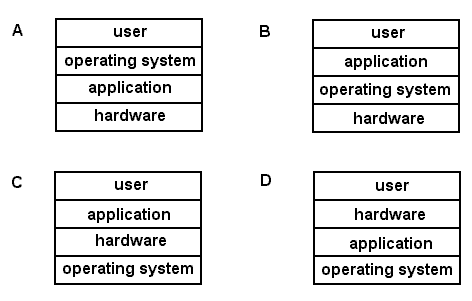 A
user
operating system
application
hardware
B
user
application
operating system
hardware
C
user
application
hardware
operating system
D
user
hardware
application
operating system